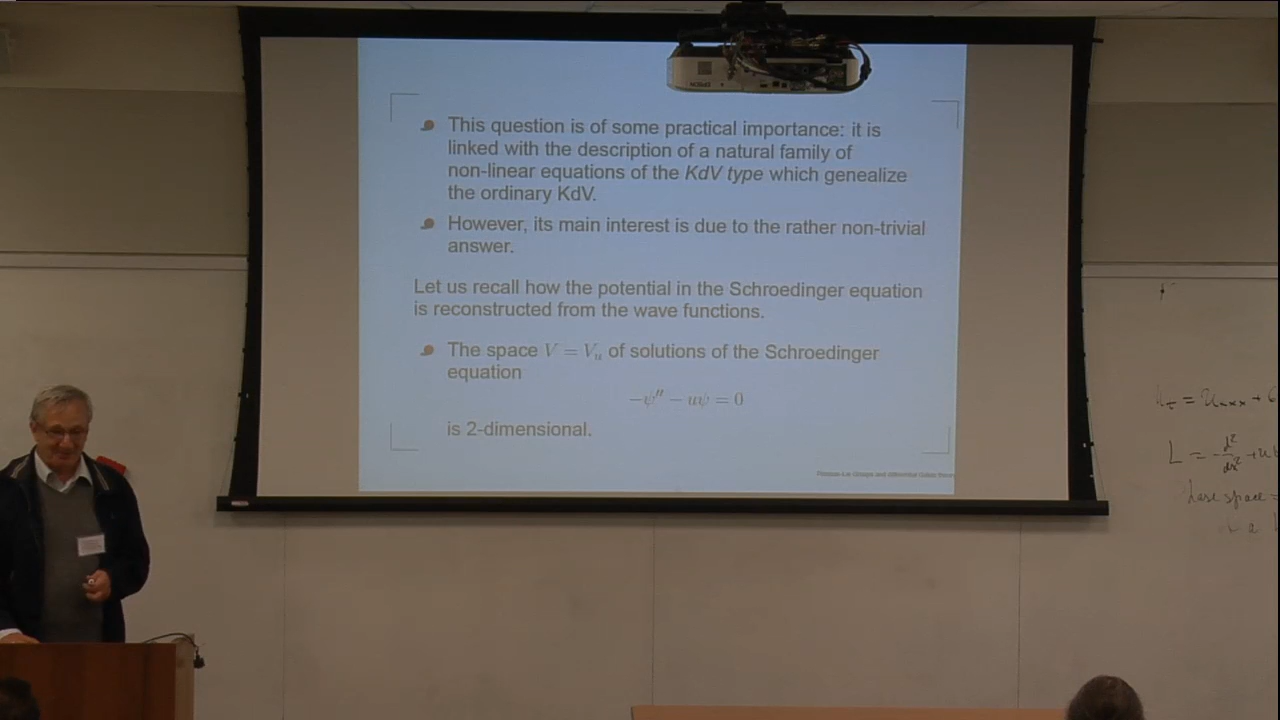 This question is of some practical importance: it is
linked with the description of a natural family of
non-linear equations of the KdV type which genealize
the ordinary KdV.
However, its main interest is due to the rather non-trivial
answer.
Let us recall how the potential in the Schroedinger equation
is reconstructed from the wave functions.
The space V = Vᵤ of solutions of the Schroedinger
equation
−ψ′′ − uψ = 0
is 2-dimensional.
EPSON
L = -d²/dx² + u
space =